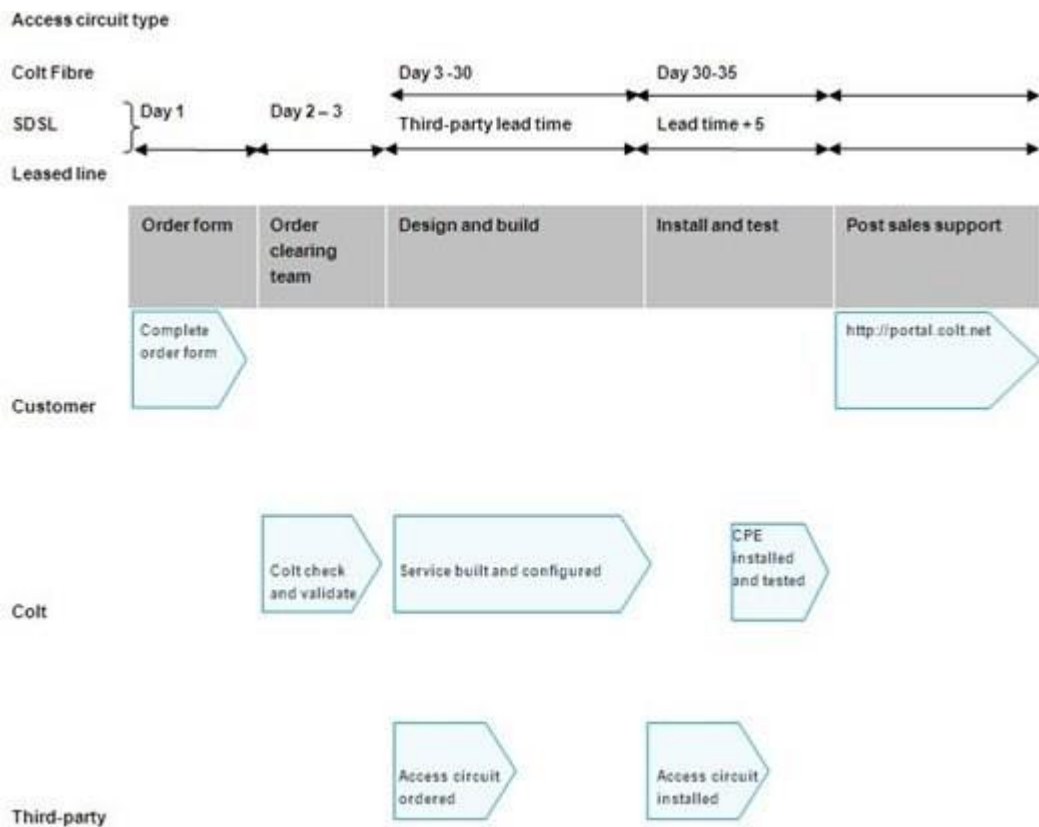 Access circuit type
Colt Fibre
Day 3 -30
Day 30-35
SDSL
Day 1
Day 2 – 3
Third-party lead time
Lead time + 5
Leased line
Order form
Order
clearing
team
Design and build
Install and test
Post sales support
Complete
order form
http://portal.colt.net
Customer
Colt check
and validate
Service built and configured
CPE
installed
and tested
Colt
Access circuit
ordered
Access circuit
installed
Third-party